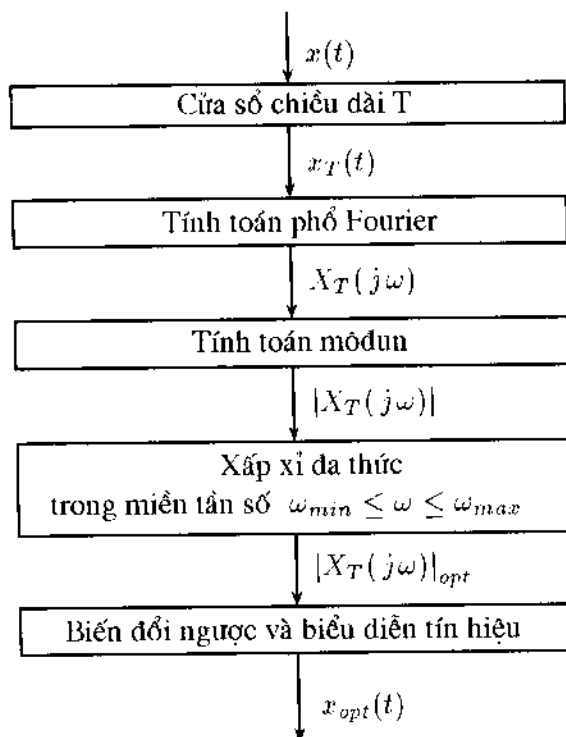 x(t)
Cửa sổ chiều dài T
x_T(t)
Tính toán phổ Fourier
X_T(jω)
Tính toán môđun
|X_T(jω)|
Xấp xỉ đa thức
trong miền tần số ω_min ≤ ω ≤ ω_max
|X_T(jω)|_opt
Biến đổi ngược và biểu diễn tín hiệu
x_opt(t)